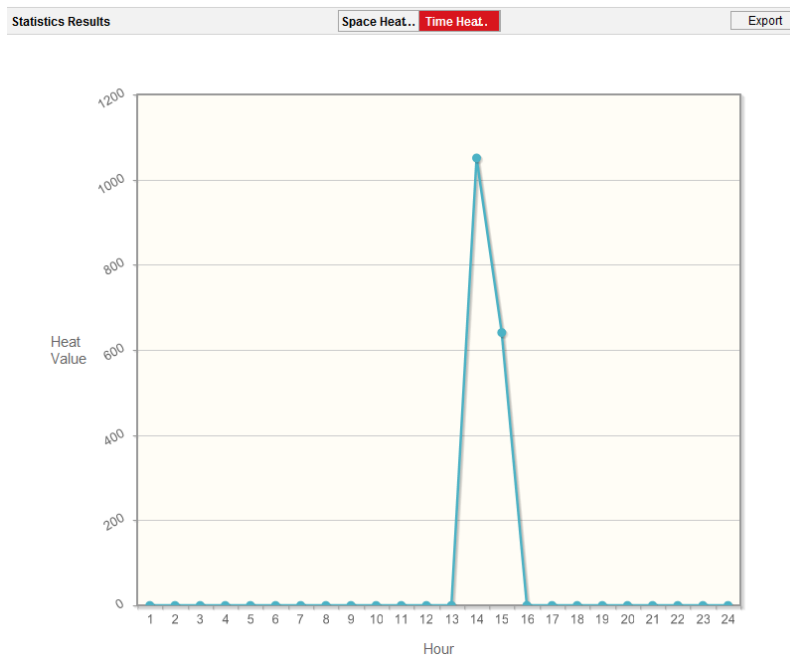 Statistics Results
Space Heat...
Time Heat..
Export
1200
1000
800
600
400
200
0
Heat
Value
1 2 3 4 5 6 7 8 9 10 11 12 13 14 15 16 17 18 19 20 21 22 23 24
Hour